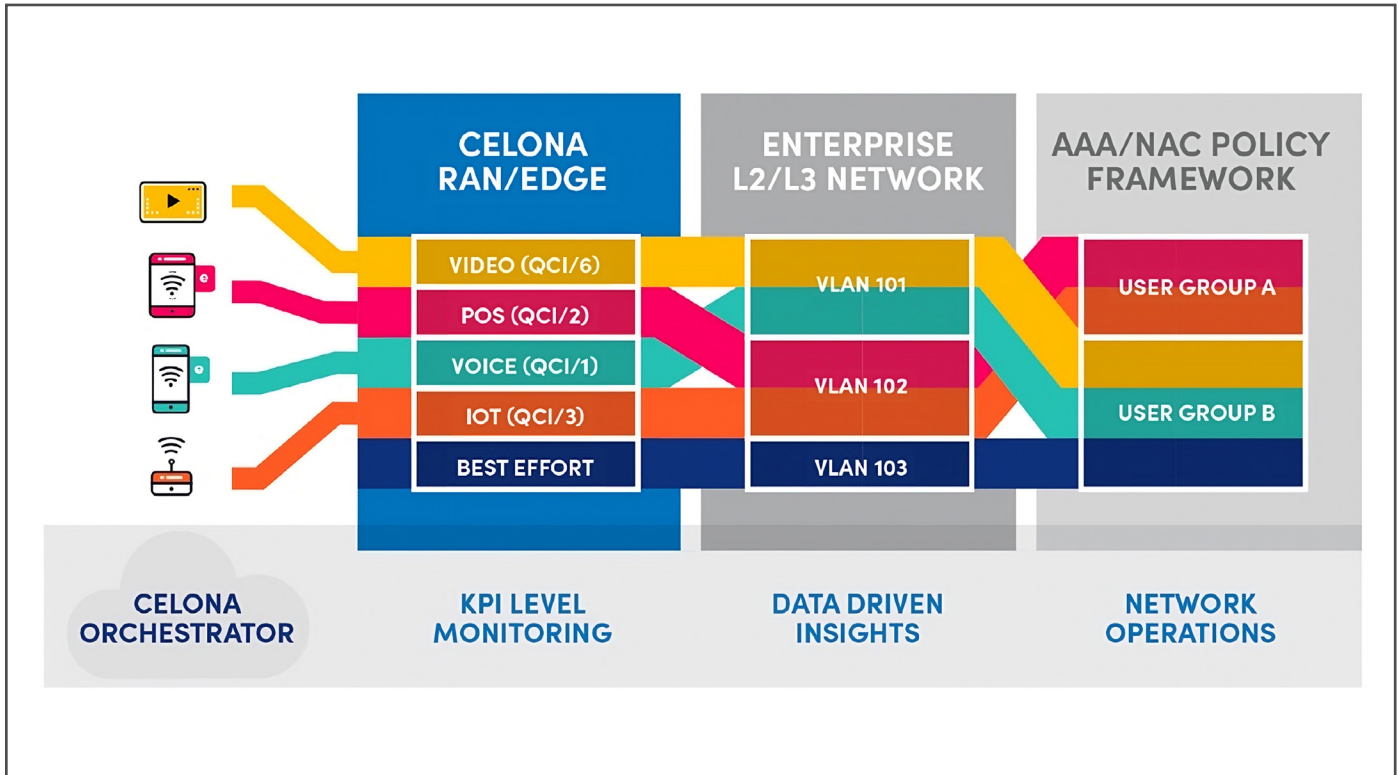 CELONA
RAN/EDGE
ENTERPRISE
L2/L3 NETWORK
AAA/NAC POLICY
FRAMEWORK
VIDEO (QCI/6)
POS (QCI/2)
VOICE (QCI/1)
IOT (QCI/3)
BEST EFFORT
VLAN 101
VLAN 102
VLAN 103
USER GROUP A
USER GROUP B
CELONA
ORCHESTRATOR
KPI LEVEL
MONITORING
DATA DRIVEN
INSIGHTS
NETWORK
OPERATIONS